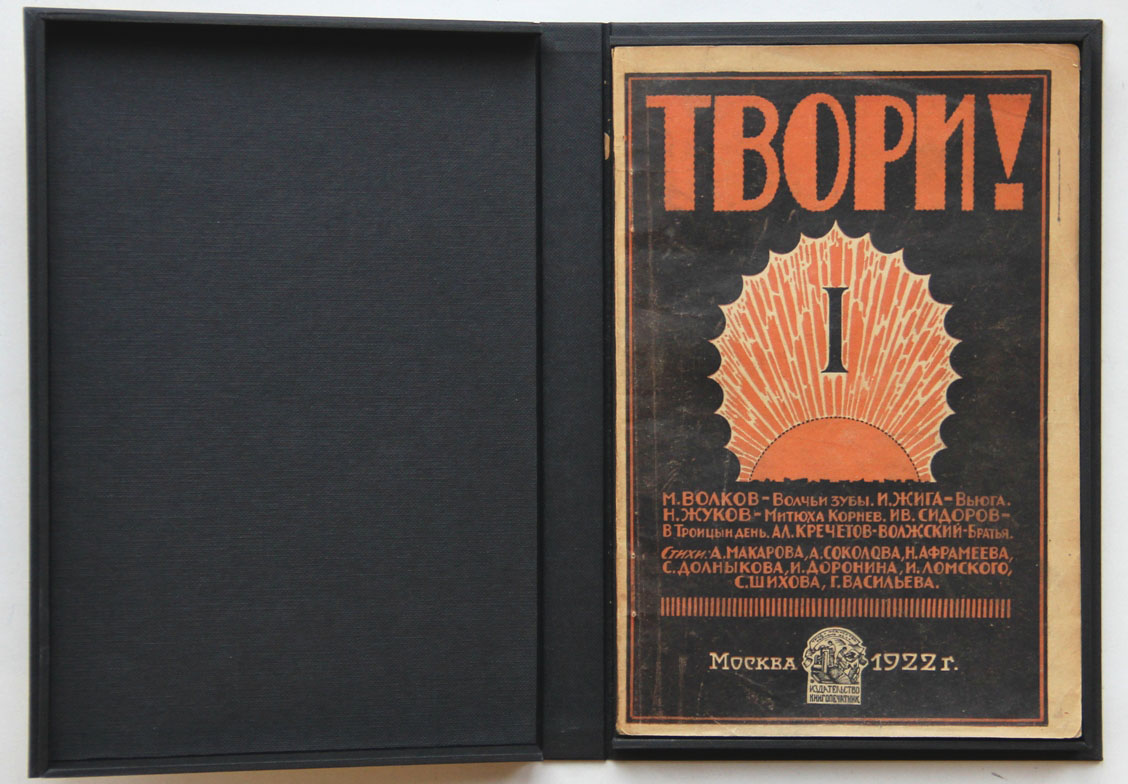 ТВОРИ!
I
М. ВОЛКОВ – ВОЛЧЬИ ЗУБЫ. И. ЖИГА – ВЬЮГА.
Н. ЖУКОВ – МИТЮХА КОРНЕВ. ИВ. СИДОРОВ –
В ТРОИЦЫН ДЕНЬ. АЛ. КРЕЧЕТОВ-ВОЛЖСКИЙ – БРАТЬЯ.
СТИХИ: А. МАКАРОВА, А. СОКОЛОВА, Н. АФРАМЕЕВА,
С. ДОЛНЫКОВА, И. ДОРОНИНА, И. ЛОМСКОГО,
С. ШИХОВА, Г. ВАСИЛЬЕВА.
МОСКВА 1922 г.
ИЗДАТЕЛЬСТВО
КНИГОПЕЧАТНИК